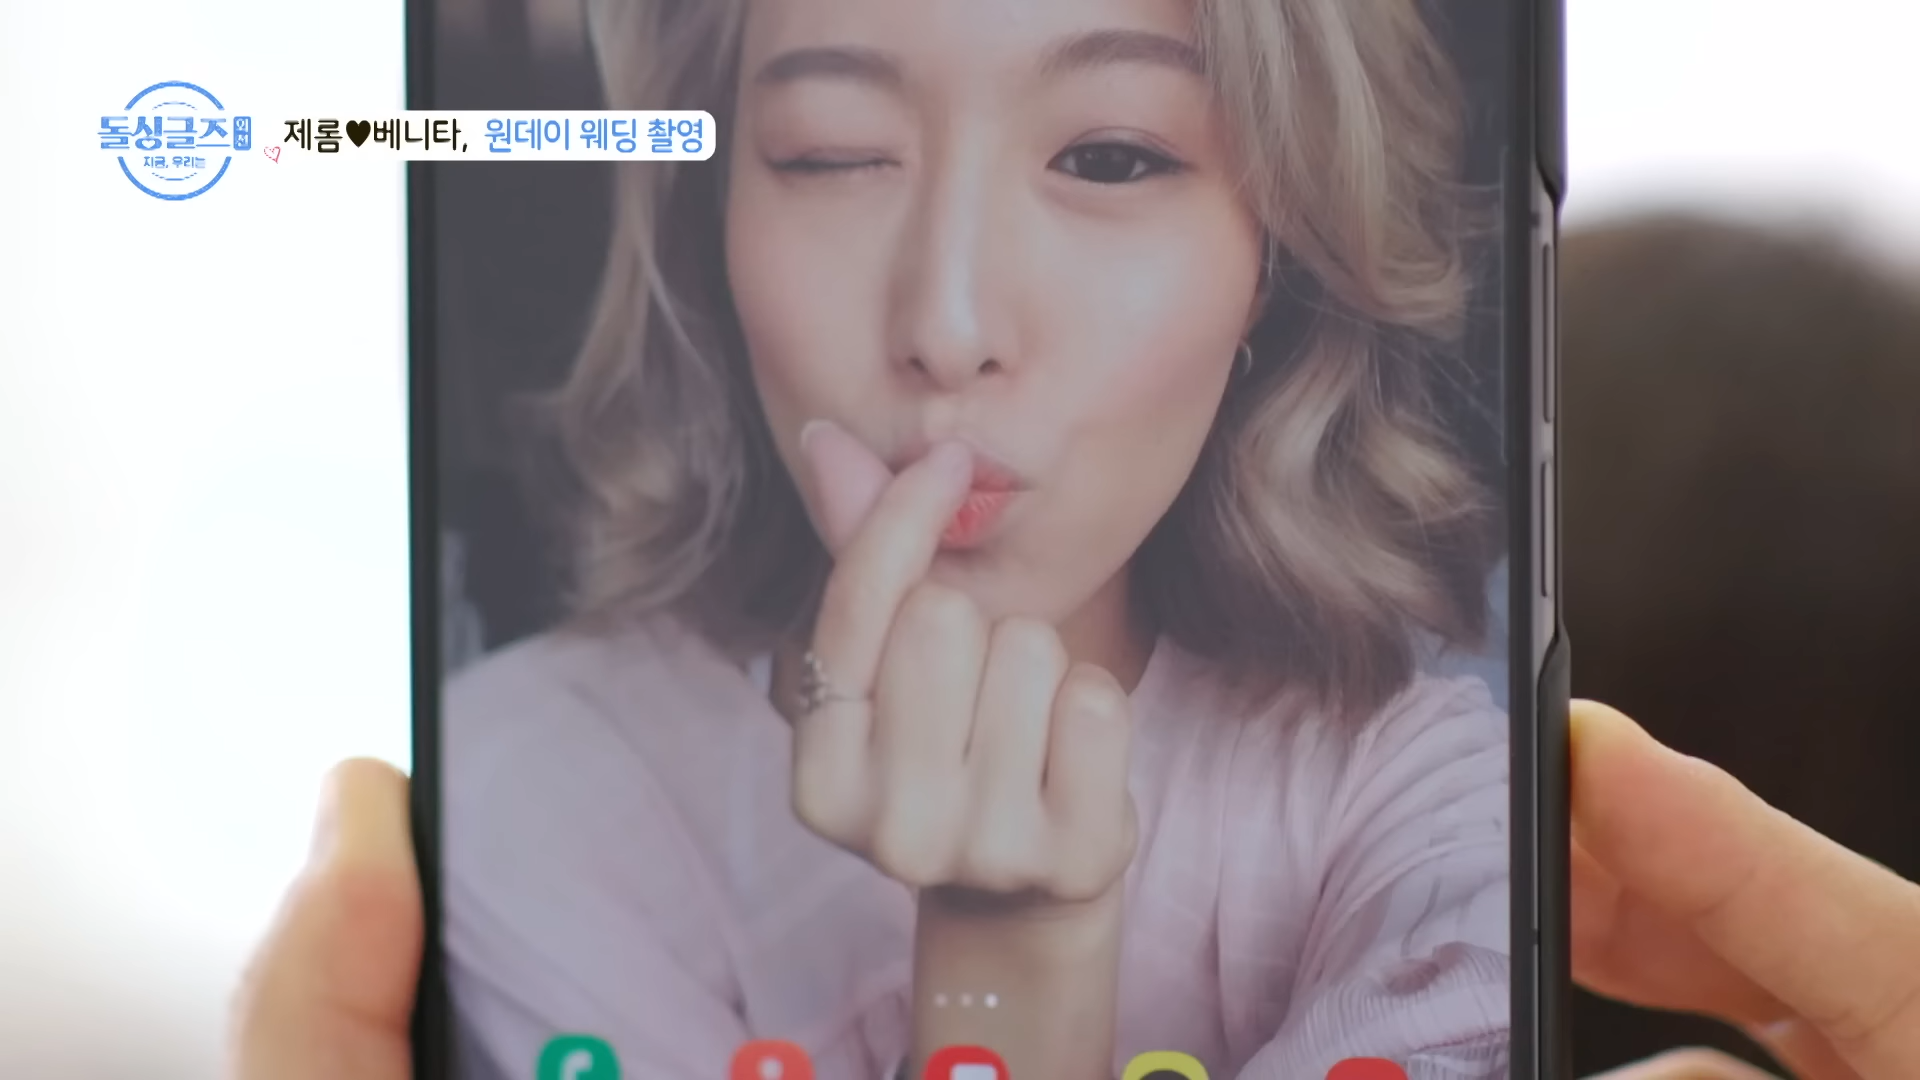 돌싱글즈 외전
지금, 우리는
제롬♥베니타, 원데이 웨딩 촬영